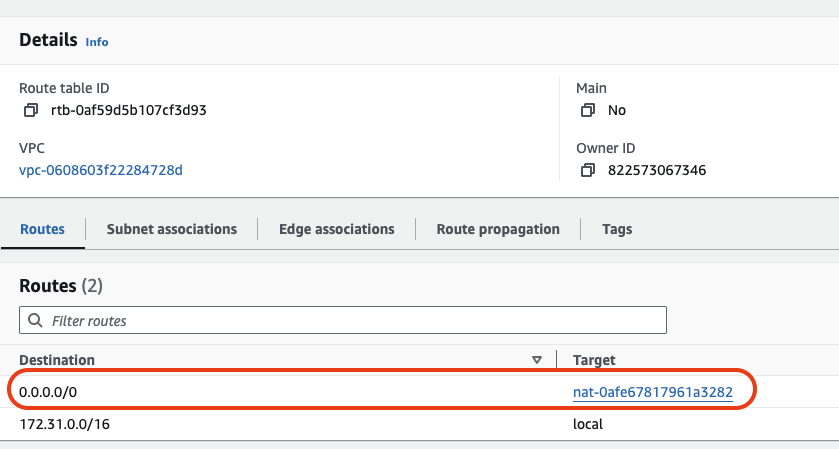 Details Info
Route table ID
rtb-0af59d5b107cf3d93
Main
No
VPC
vpc-0608603f22284728d
Owner ID
822573067346
Routes Subnet associations Edge associations Route propagation Tags
Routes (2)
Filter routes
Destination Target
0.0.0.0/0 nat-0afe67817961a3282
172.31.0.0/16 local